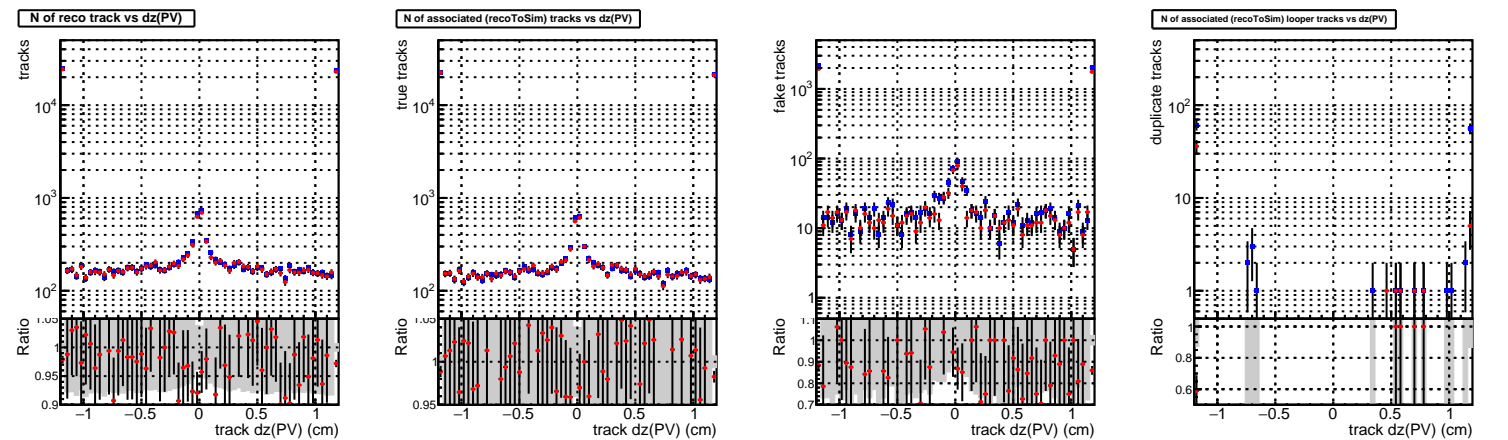 N of reco track vs dz(PV)
tracks
10^4
10^3
10^2
Ratio
1.05
1
0.95
0.9
−1 −0.5 0 0.5 1
track dz(PV) (cm)
N of associated (recoToSim) tracks vs dz(PV)
true tracks
10^4
10^3
10^2
Ratio
1.05
1
0.95
−1 −0.5 0 0.5 1
track dz(PV) (cm)
fake tracks
10^3
10^2
10
1
Ratio
1.1
1
0.9
0.8
0.7
−1 −0.5 0 0.5 1
track dz(PV) (cm)
N of associated (recoToSim) looper tracks vs dz(PV)
duplicate tracks
10^2
10
1
Ratio
1
0.8
0.6
−1 −0.5 0 0.5 1
track dz(PV) (cm)